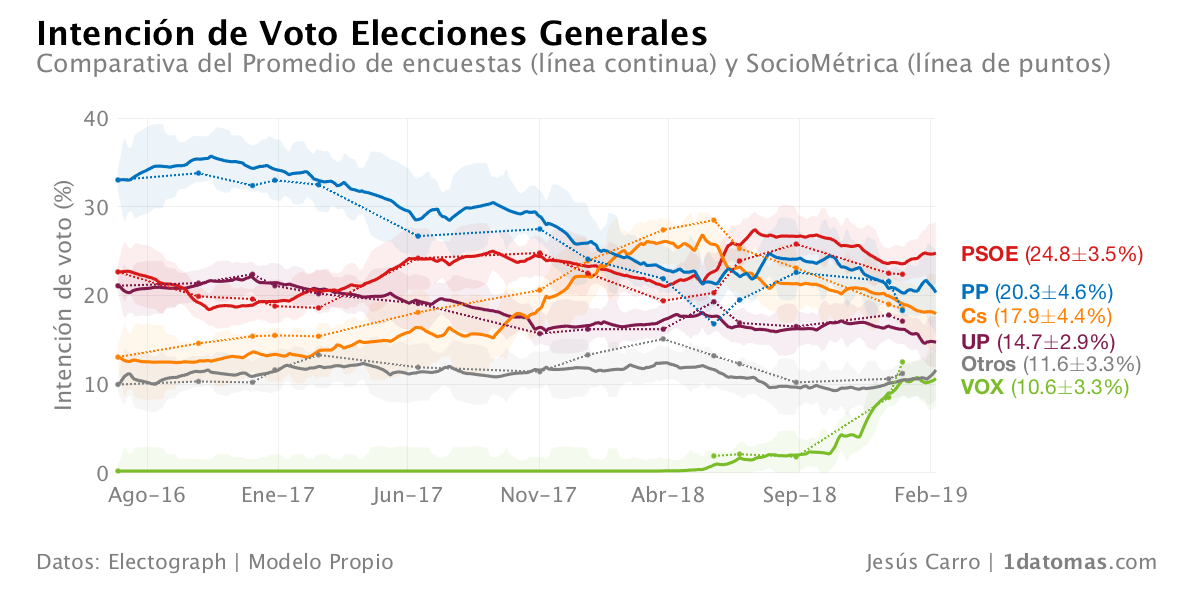 Intención de Voto Elecciones Generales
Comparativa del Promedio de encuestas (línea continua) y SocioMétrica (línea de puntos)
Intención de voto (%)
40
30
20
10
0
Ago-16 Ene-17 Jun-17 Nov-17 Abr-18 Sep-18 Feb-19
PSOE (24.8±3.5%)
PP (20.3±4.6%)
Cs (17.9±4.4%)
UP (14.7±2.9%)
Otros (11.6±3.3%)
VOX (10.6±3.3%)
Datos: Electograph | Modelo Propio
Jesús Carro | 1datomas.com